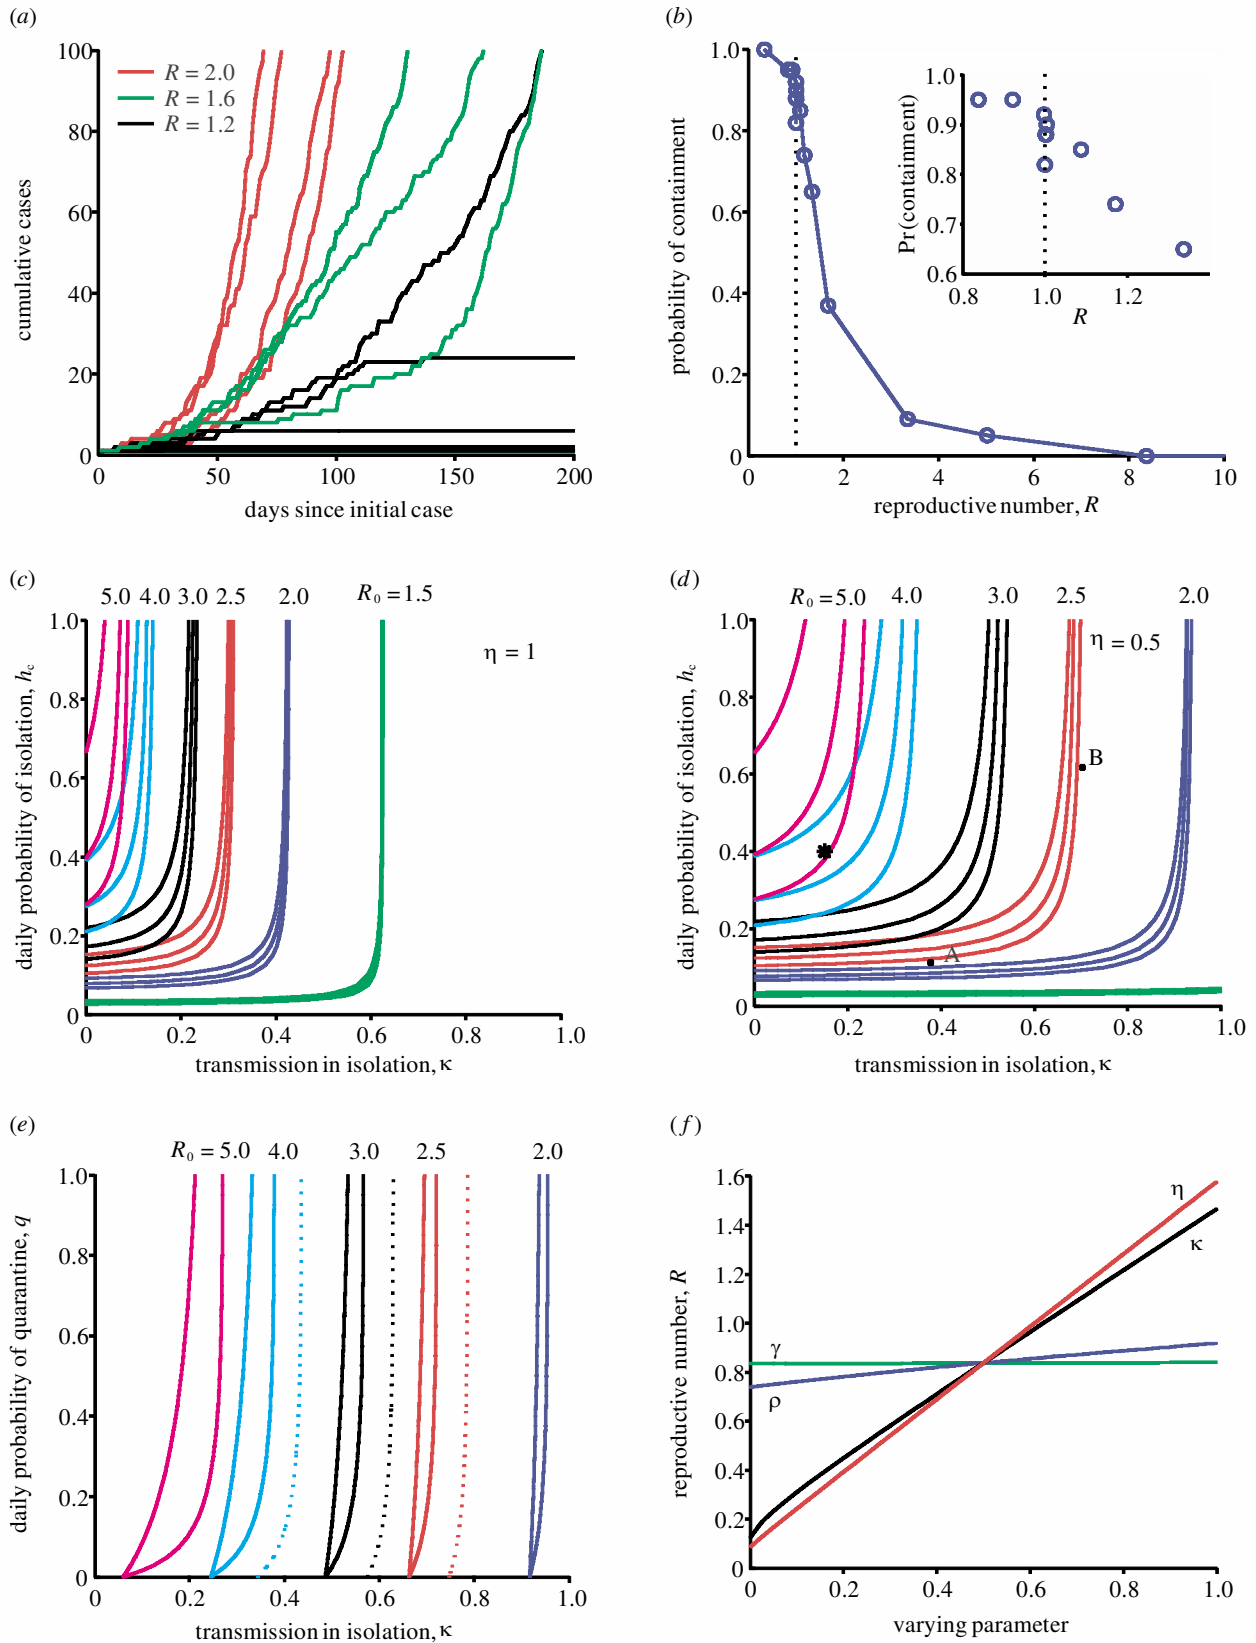 (a)
100
80
60
40
20
0
cumulative cases
R = 2.0
R = 1.6
R = 1.2
0 50 100 150 200
days since initial case
(b)
1.0
0.8
0.6
0.4
0.2
0
probability of containment
0 2 4 6 8 10
reproductive number, R
1.0
0.9
0.8
0.7
0.6
Pr(containment)
0.8 1.0 1.2
R
(c)
5.0 4.0 3.0 2.5 2.0 R0 = 1.5
η = 1
1.0
0.8
0.6
0.4
0.2
0
daily probability of isolation, hc
0 0.2 0.4 0.6 0.8 1.0
transmission in isolation, κ
(d)
R0 = 5.0 4.0 3.0 2.5 2.0
η = 0.5
1.0
0.8
0.6
0.4
0.2
0
daily probability of isolation, hc
B
A
0 0.2 0.4 0.6 0.8 1.0
transmission in isolation, κ
(e)
R0 = 5.0 4.0 3.0 2.5 2.0
1.0
0.8
0.6
0.4
0.2
0
daily probability of quarantine, q
0 0.2 0.4 0.6 0.8 1.0
transmission in isolation, κ
(f)
1.6
1.4
1.2
1.0
0.8
0.6
0.4
0.2
0
reproductive number, R
η
κ
γ
ρ
0 0.2 0.4 0.6 0.8 1.0
varying parameter